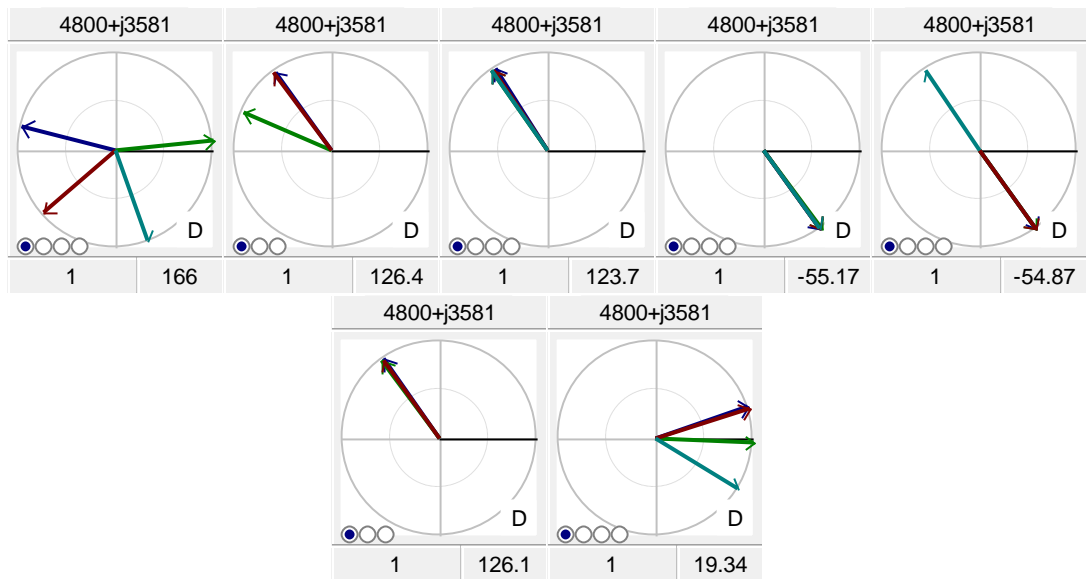 4800+j3581 4800+j3581 4800+j3581 4800+j3581 4800+j3581
D D D D D
1 166 1 126.4 1 123.7 1 -55.17 1 -54.87
4800+j3581 4800+j3581
D D
1 126.1 1 19.34